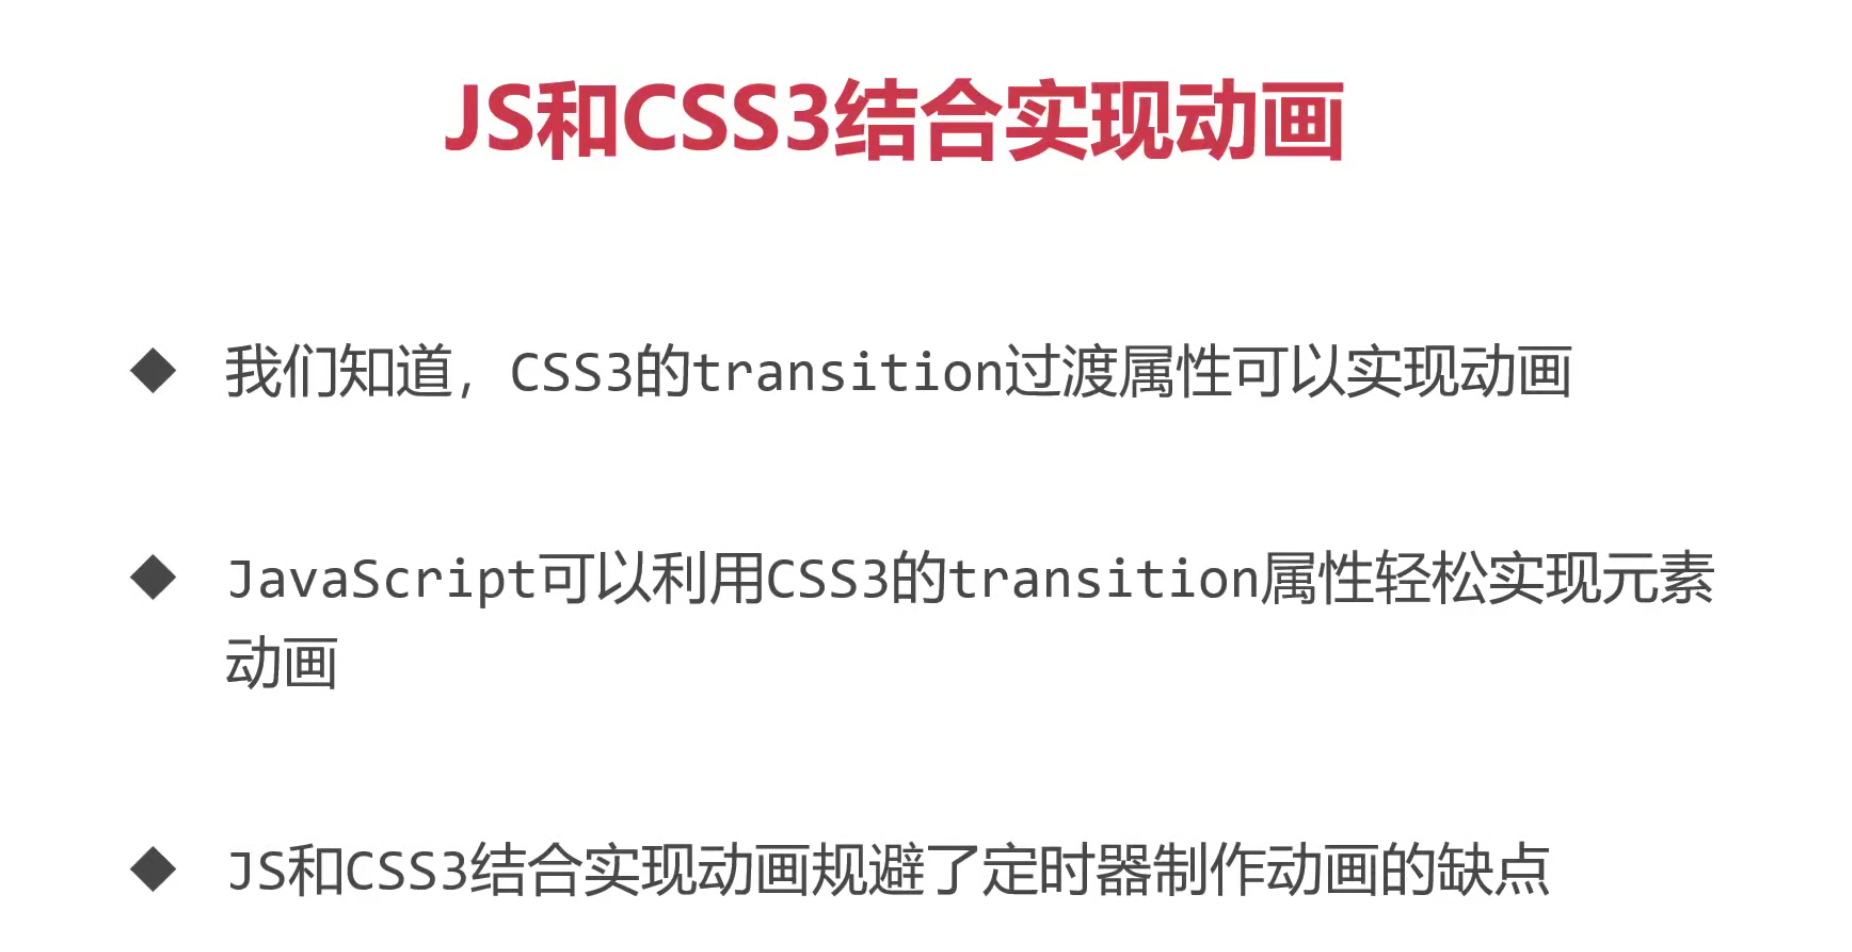 JS和CSS3结合实现动画
◆ 我们知道，CSS3的transition过渡属性可以实现动画
◆ JavaScript可以利用CSS3的transition属性轻松实现元素
动画
◆ JS和CSS3结合实现动画规避了定时器制作动画的缺点